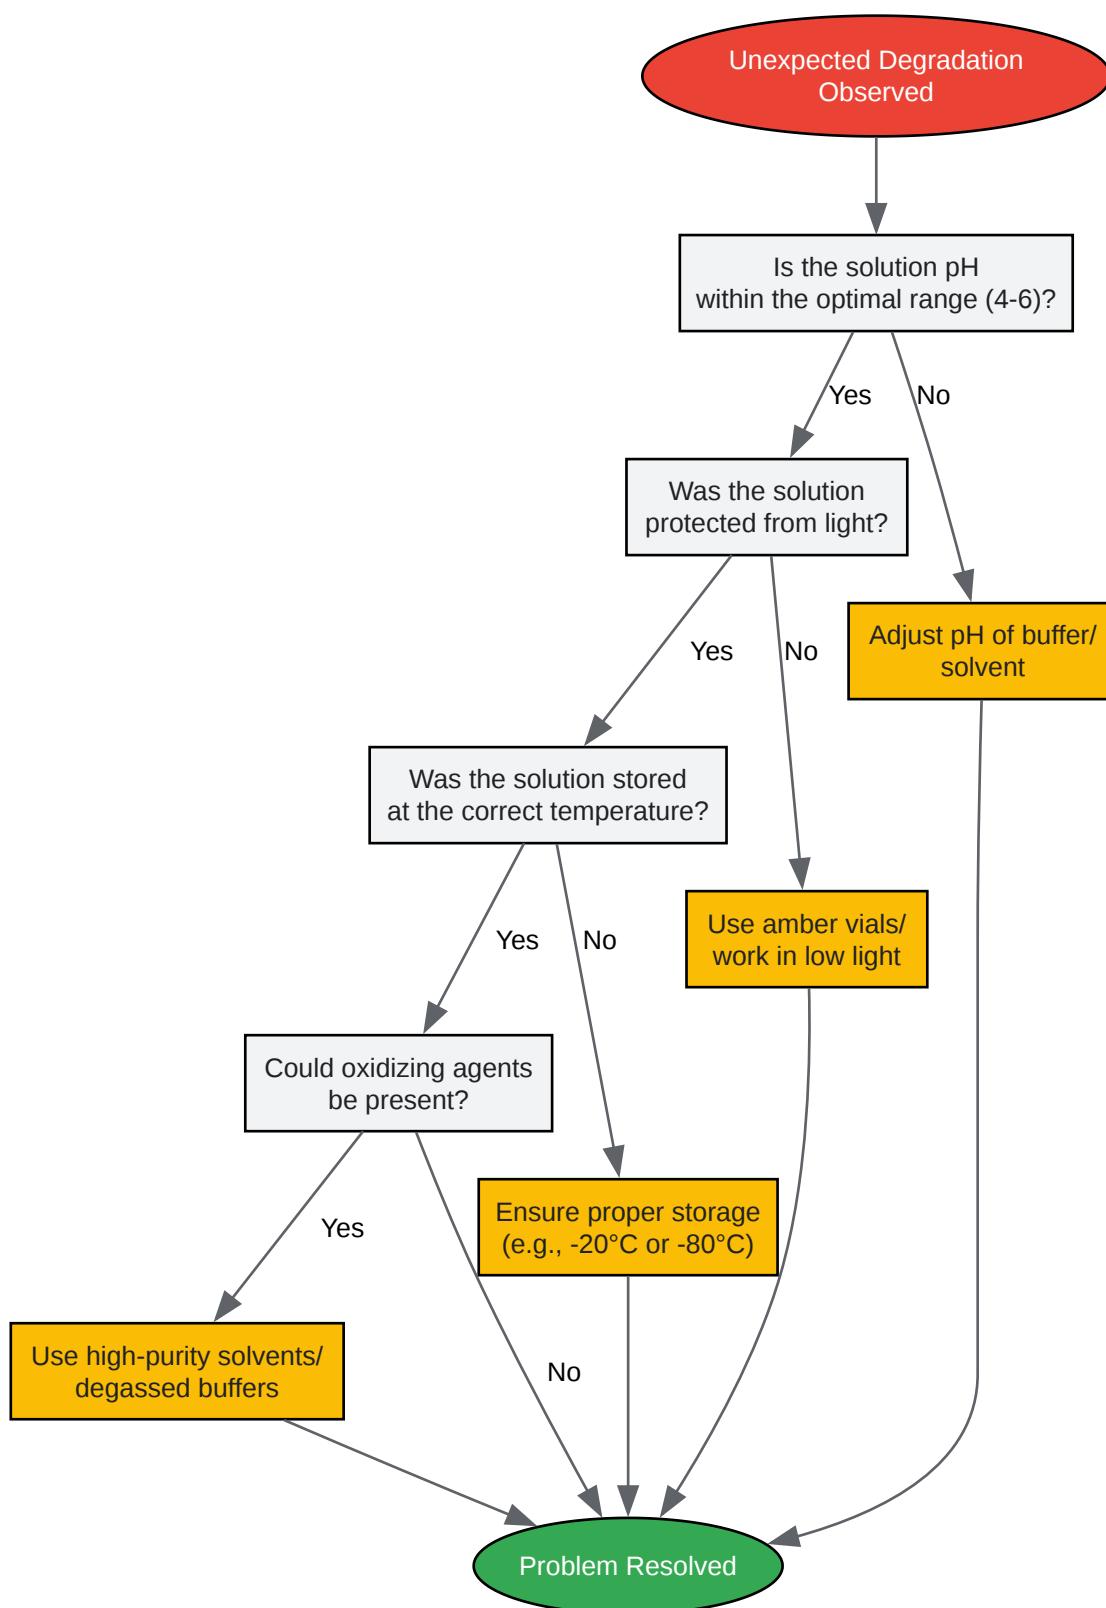 Unexpected Degradation
Observed
Is the solution pH
within the optimal range (4-6)?
Yes
No
Was the solution
protected from light?
Adjust pH of buffer/
solvent
Yes
No
Was the solution stored
at the correct temperature?
Use amber vials/
work in low light
Yes
No
Could oxidizing agents
be present?
Ensure proper storage
(e.g., -20°C or -80°C)
Yes
Use high-purity solvents/
degassed buffers
No
Problem Resolved